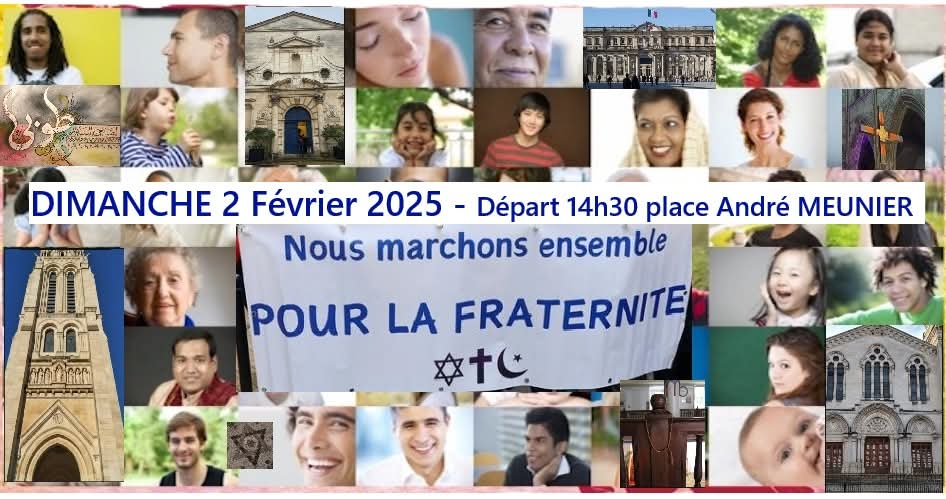 DIMANCHE 2 Février 2025 - Départ 14h30 place André MEUNIER
Nous marchons ensemble
POUR LA FRATERNITE